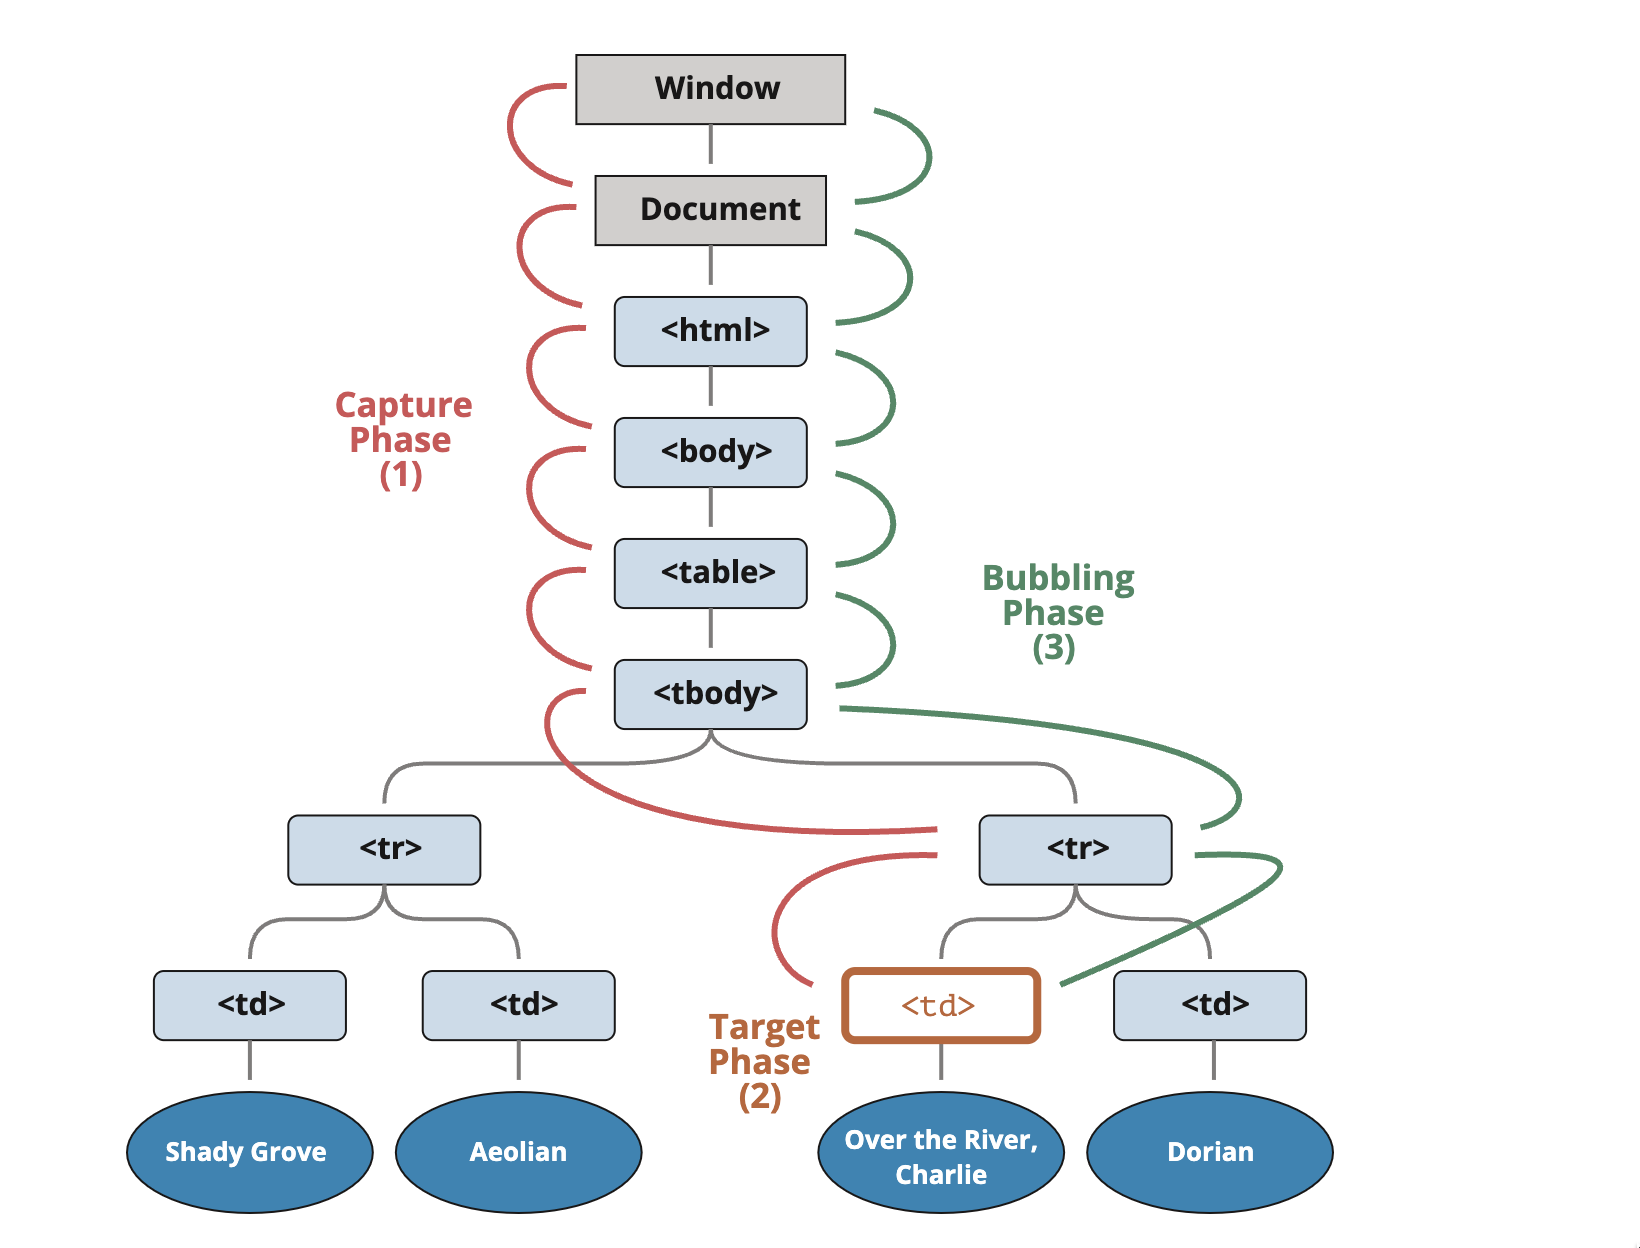 Window
Document
<html>
Capture
Phase
(1)
<body>
<table>
Bubbling
Phase
(3)
<tbody>
<tr>
<tr>
<td>
<td>
<td>
<td>
Target
Phase
(2)
Shady Grove
Aeolian
Over the River,
Charlie
Dorian